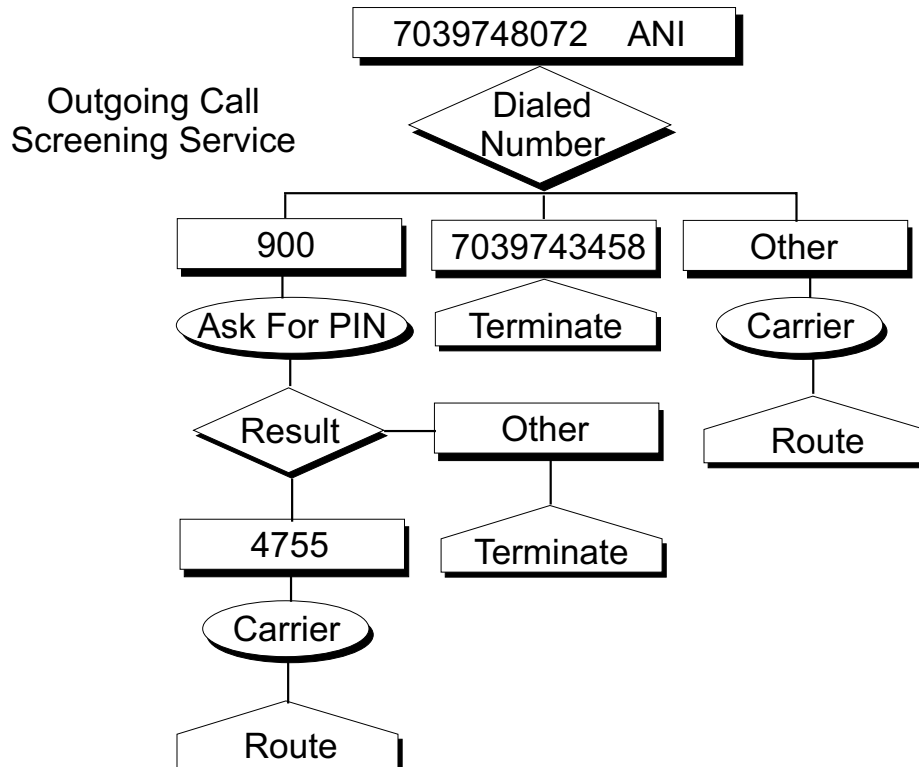 7039748072 ANI
Outgoing Call
Screening Service
Dialed
Number
900
7039743458
Other
Ask For PIN
Terminate
Carrier
Result
Other
Route
4755
Terminate
Carrier
Route